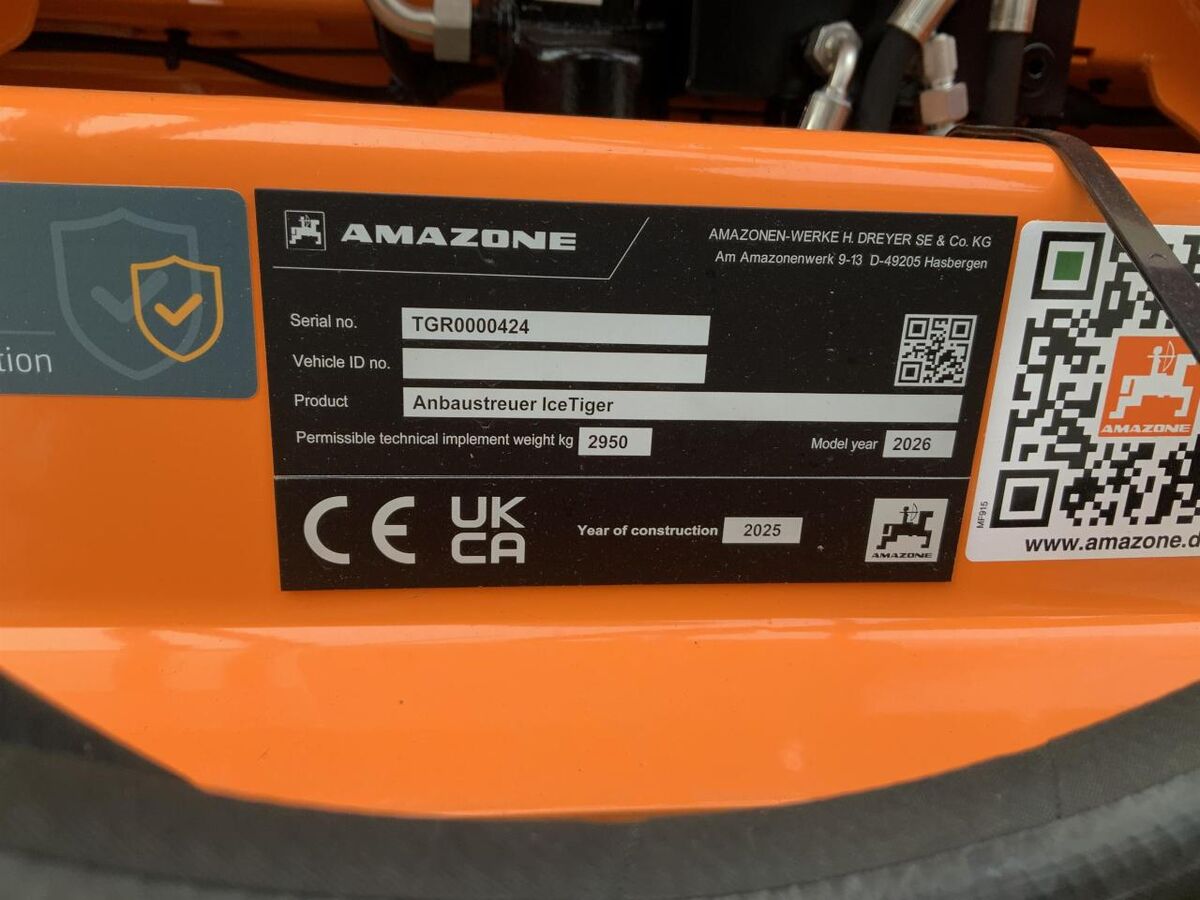 AMAZONE
AMAZONEN-WERKE H. DREYER SE & Co. KG
Am Amazonenwerk 9-13 D-49205 Hasbergen
Serial no. TGR0000424
Vehicle ID no.
Product Anbaustreuer IceTiger
Permissible technical implement weight kg 2950 Model year 2026
CE UK CA Year of construction 2025
AMAZONE
tion
AMAZONE
MF915
www.amazone.d